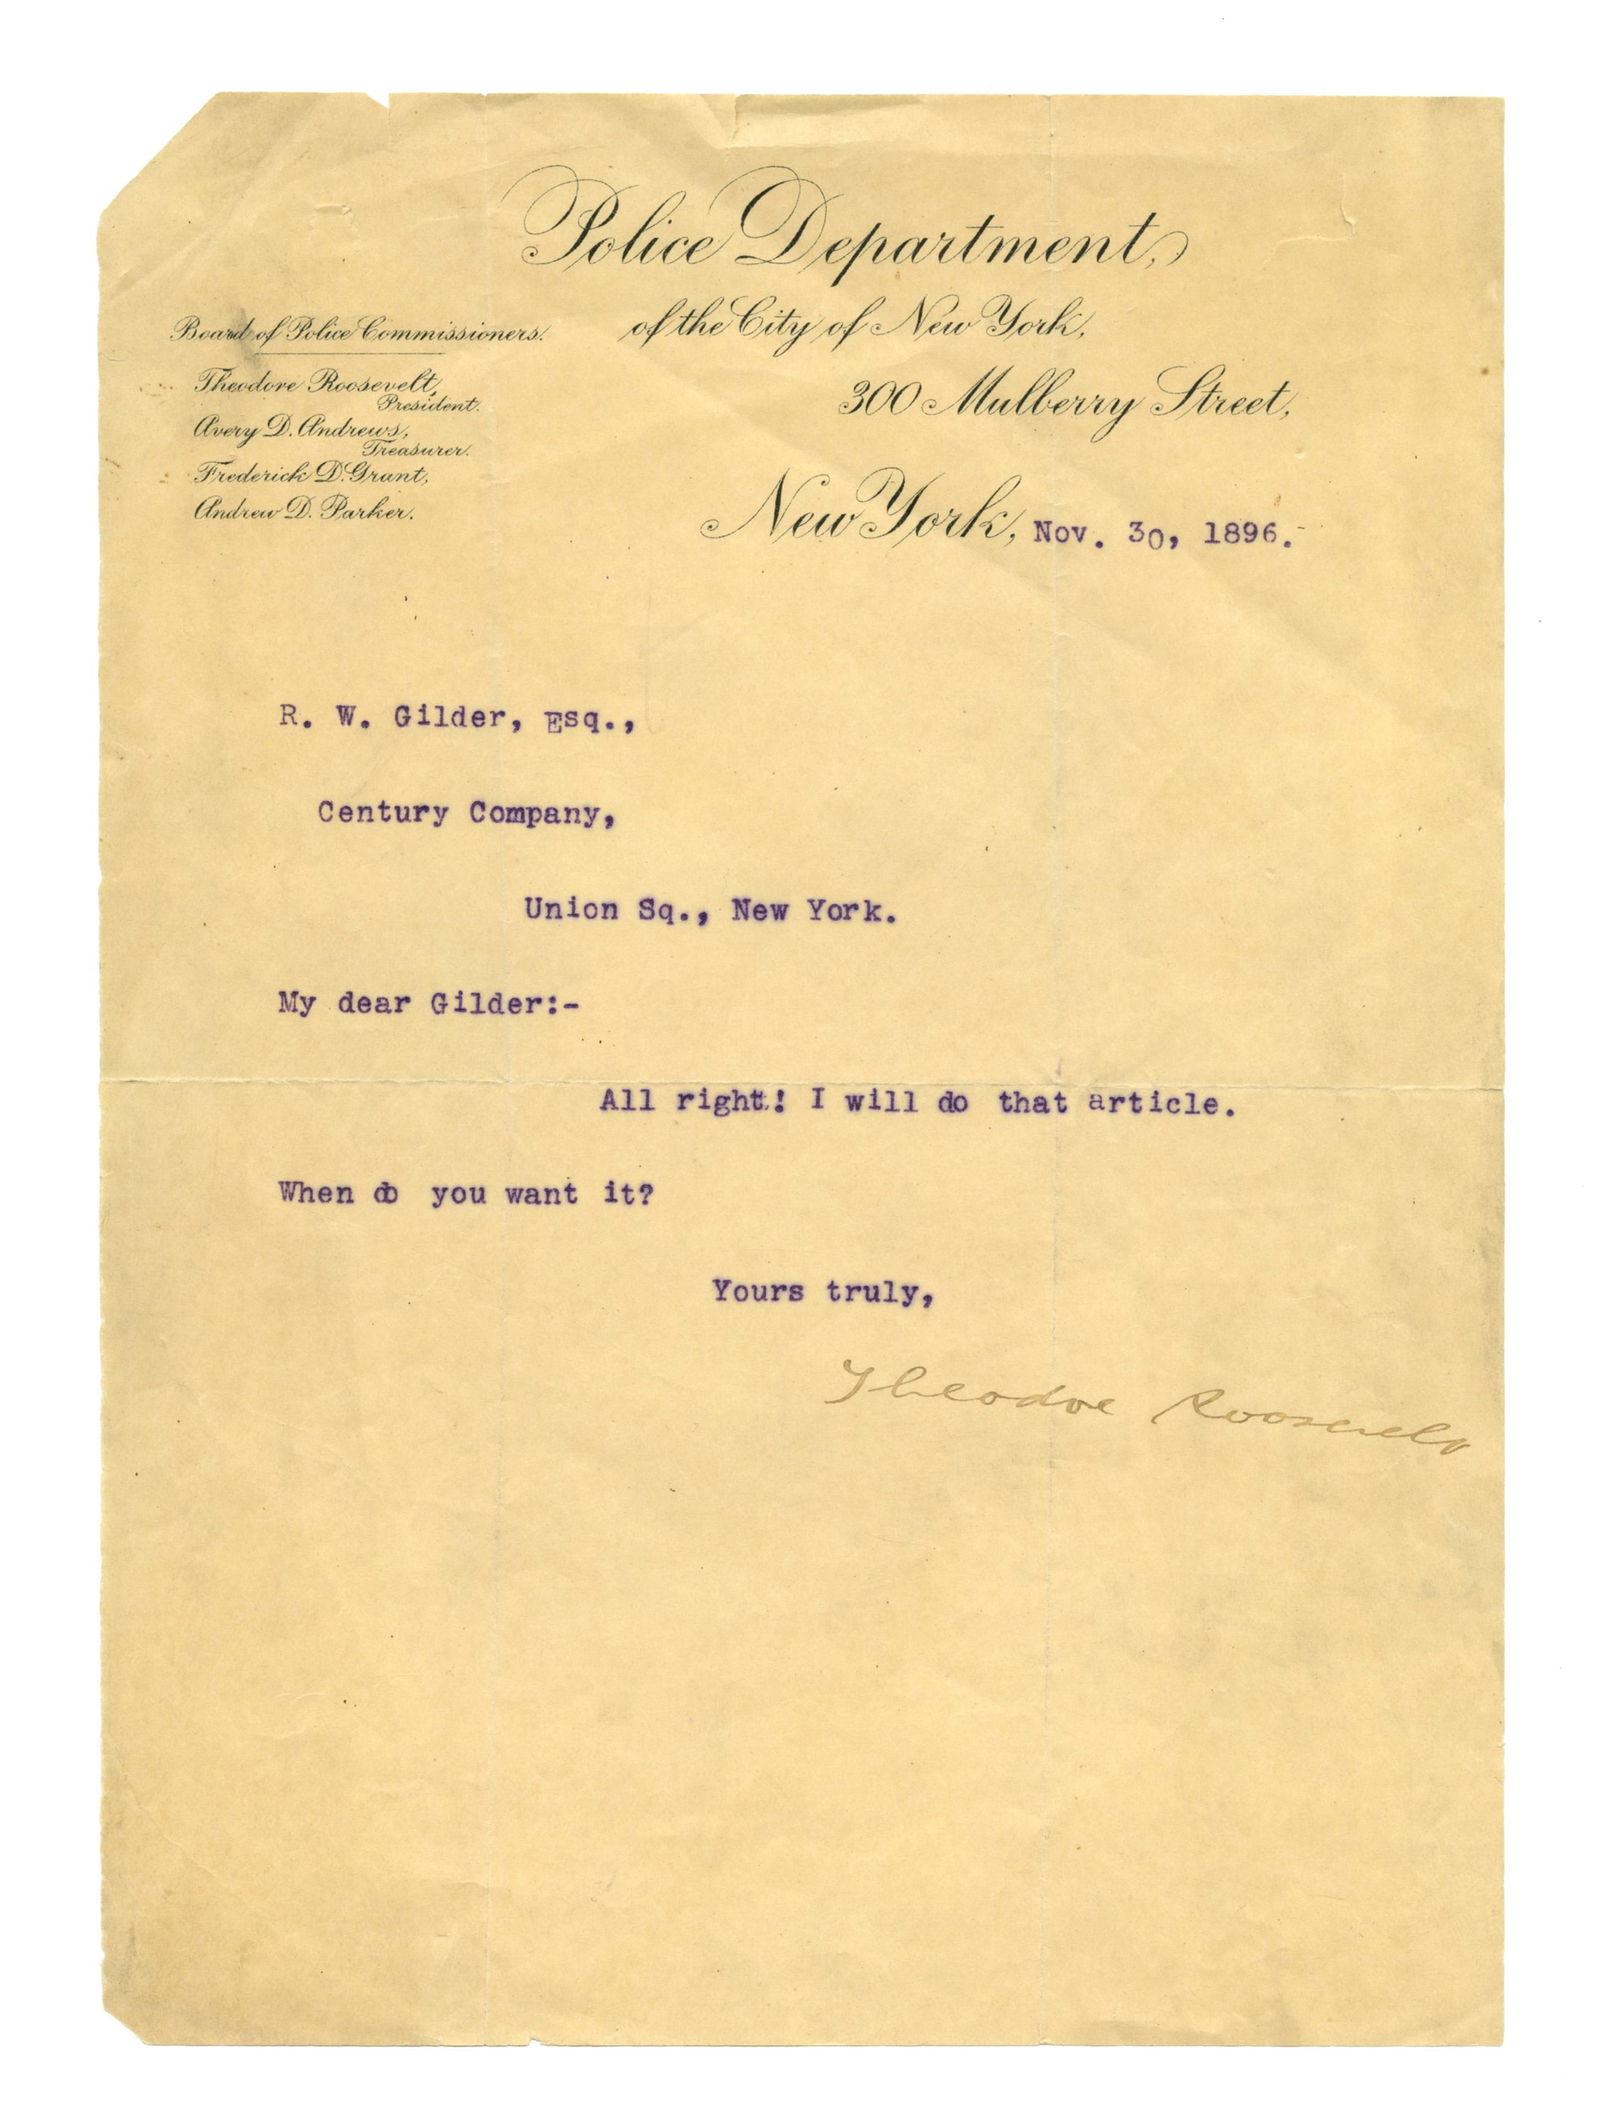 Police Department,
of the City of New York,
300 Mulberry Street,
Board of Police Commissioners.
Theodore Roosevelt,
President.
Avery D. Andrews,
Treasurer.
Frederick D. Grant,
Andrew D. Parker.
New York, Nov. 30, 1896.
R. W. Gilder, Esq.,
Century Company,
Union Sq., New York.
My dear Gilder:-
All right! I will do that article.
When do you want it?
Yours truly,
Theodore Roosevelt